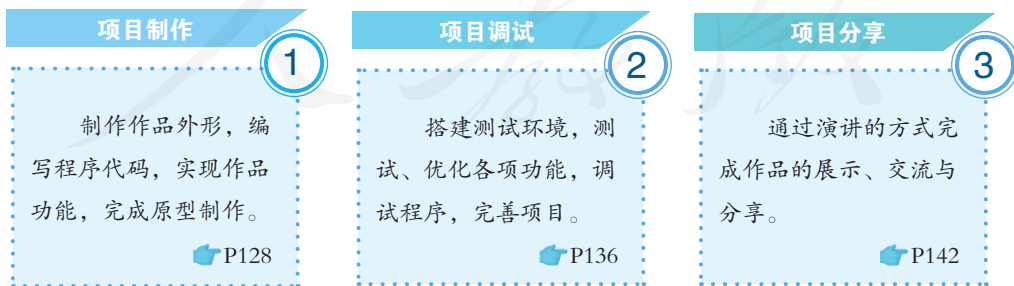 项目制作
1
制作作品外形，编
写程序代码，实现作品
功能，完成原型制作。
P128
项目调试
2
搭建测试环境，测
试、优化各项功能，调
试程序，完善项目。
P136
项目分享
3
通过演讲的方式完
成作品的展示、交流与
分享。
P142